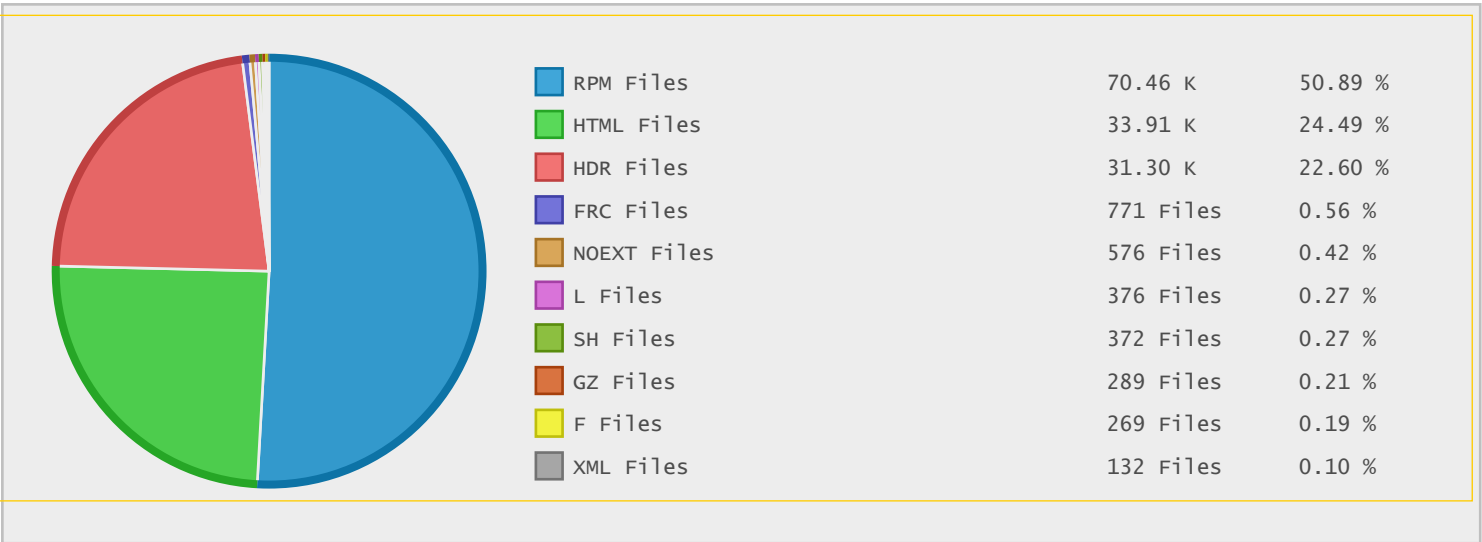 RPM Files 70.46 K 50.89 %
HTML Files 33.91 K 24.49 %
HDR Files 31.30 K 22.60 %
FRC Files 771 Files 0.56 %
NOEXT Files 576 Files 0.42 %
L Files 376 Files 0.27 %
SH Files 372 Files 0.27 %
GZ Files 289 Files 0.21 %
F Files 269 Files 0.19 %
XML Files 132 Files 0.10 %